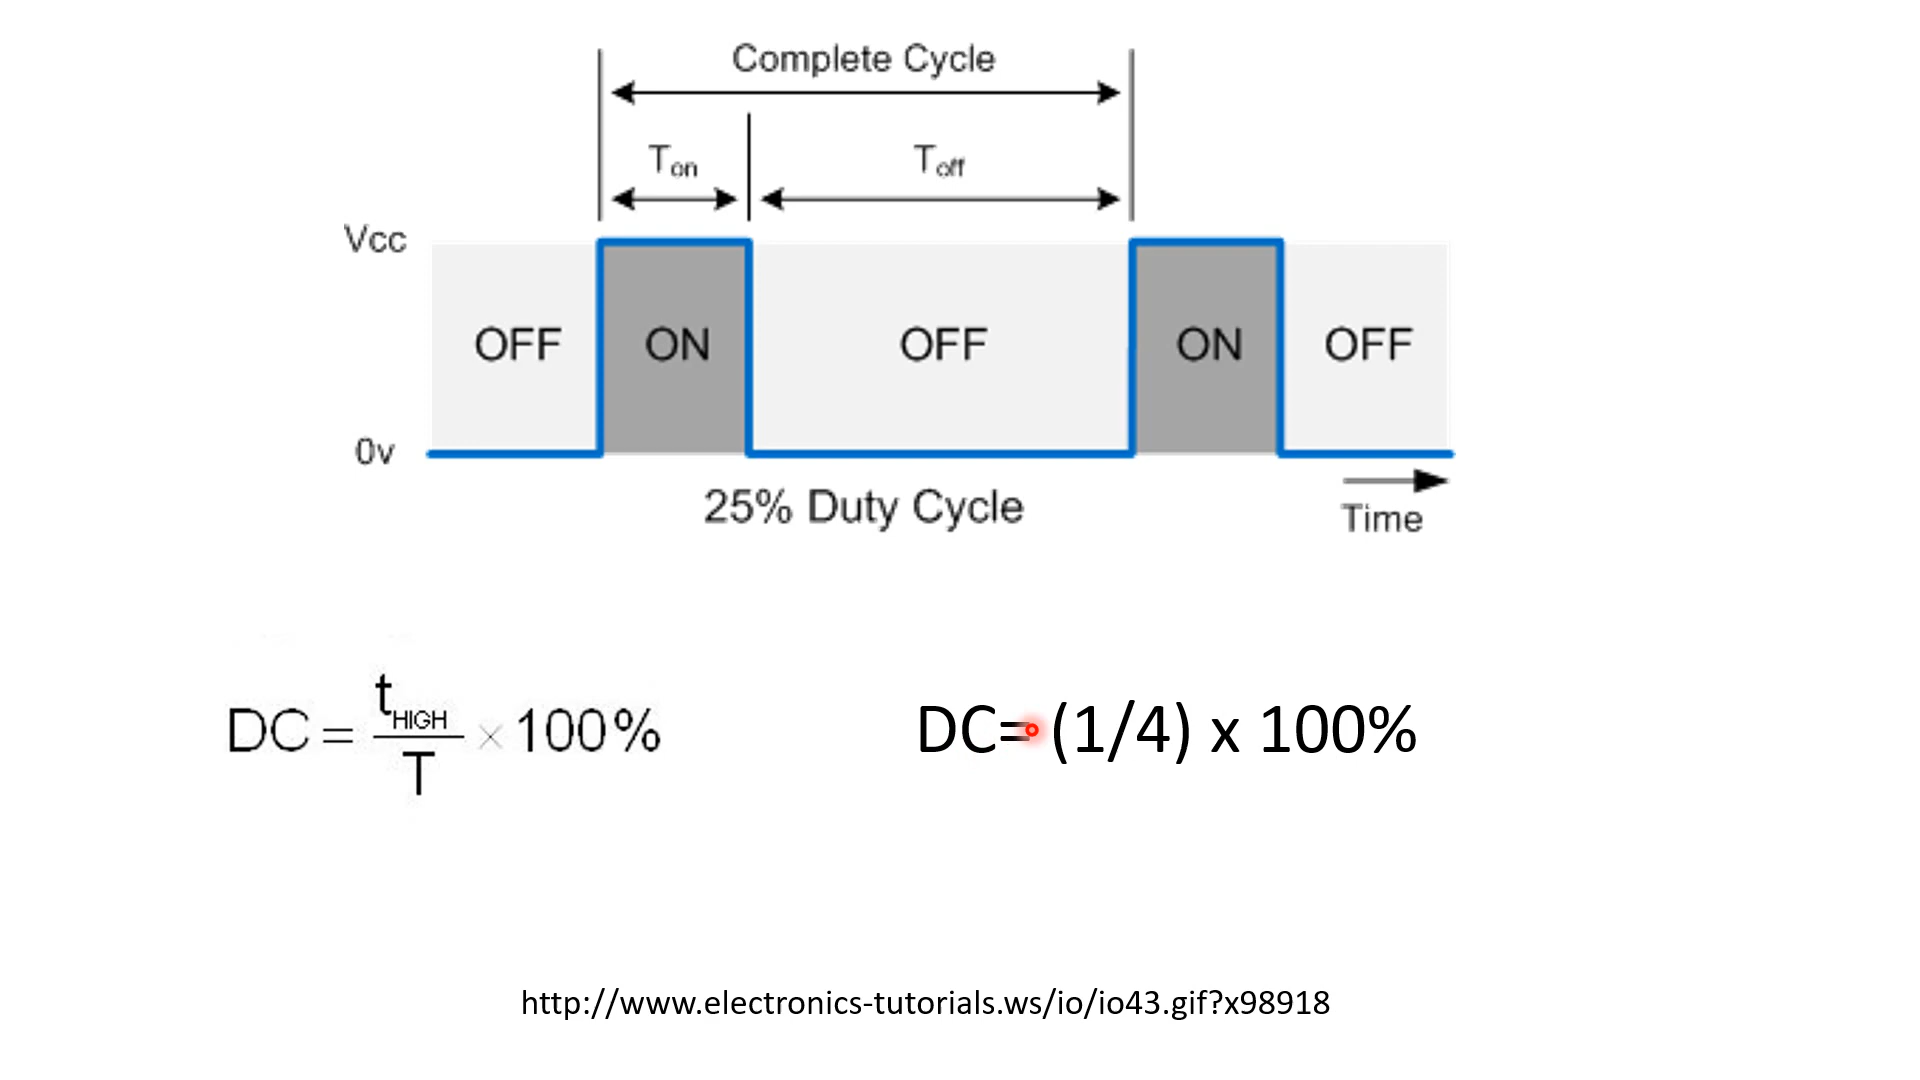 Complete Cycle
Ton Toff
Vcc
OFF ON OFF ON OFF
0v
25% Duty Cycle
Time
DC = tHIGH / T × 100%
DC= (1/4) x 100%
http://www.electronics-tutorials.ws/io/io43.gif?x98918